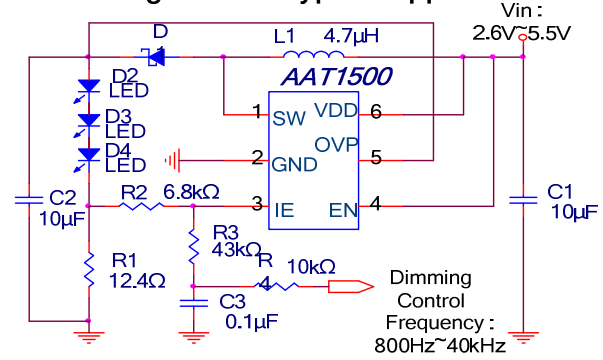 D
1
L1 4.7µH
Vin :
2.6V~5.5V
AAT1500
D2
LED
D3
LED
D4
LED
1 SW VDD 6
2 GND OVP 5
3 IE EN 4
C2
10µF
R2 6.8kΩ
C1
10µF
R1
12.4Ω
R3
43kΩ
R
4
10kΩ
C3
0.1µF
Dimming
Control
Frequency :
800Hz~40kHz